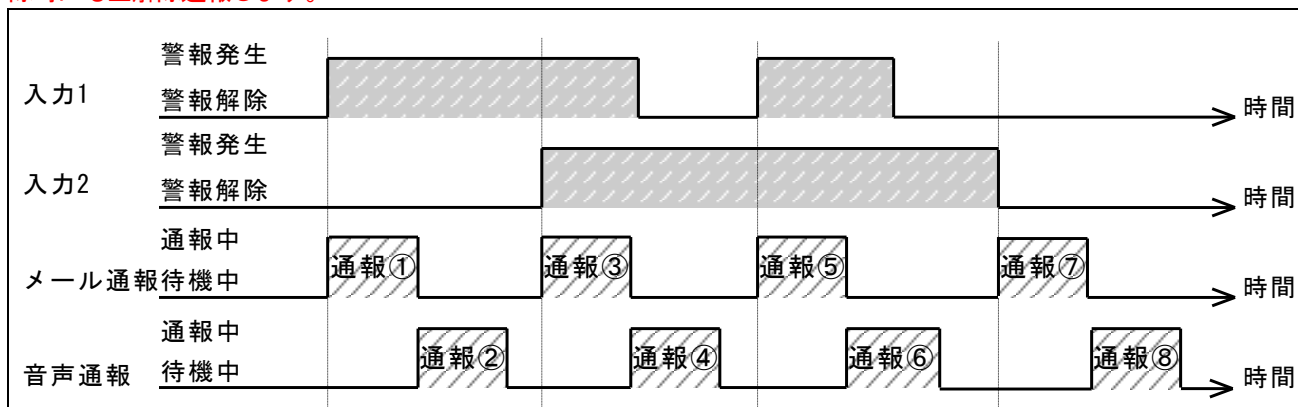 警報発生
入力1
警報解除
時間
警報発生
入力2
警報解除
時間
通報中
メール通報待機中
通報① 通報③ 通報⑤ 通報⑦
時間
通報中
音声通報 待機中
通報② 通報④ 通報⑥ 通報⑧
時間